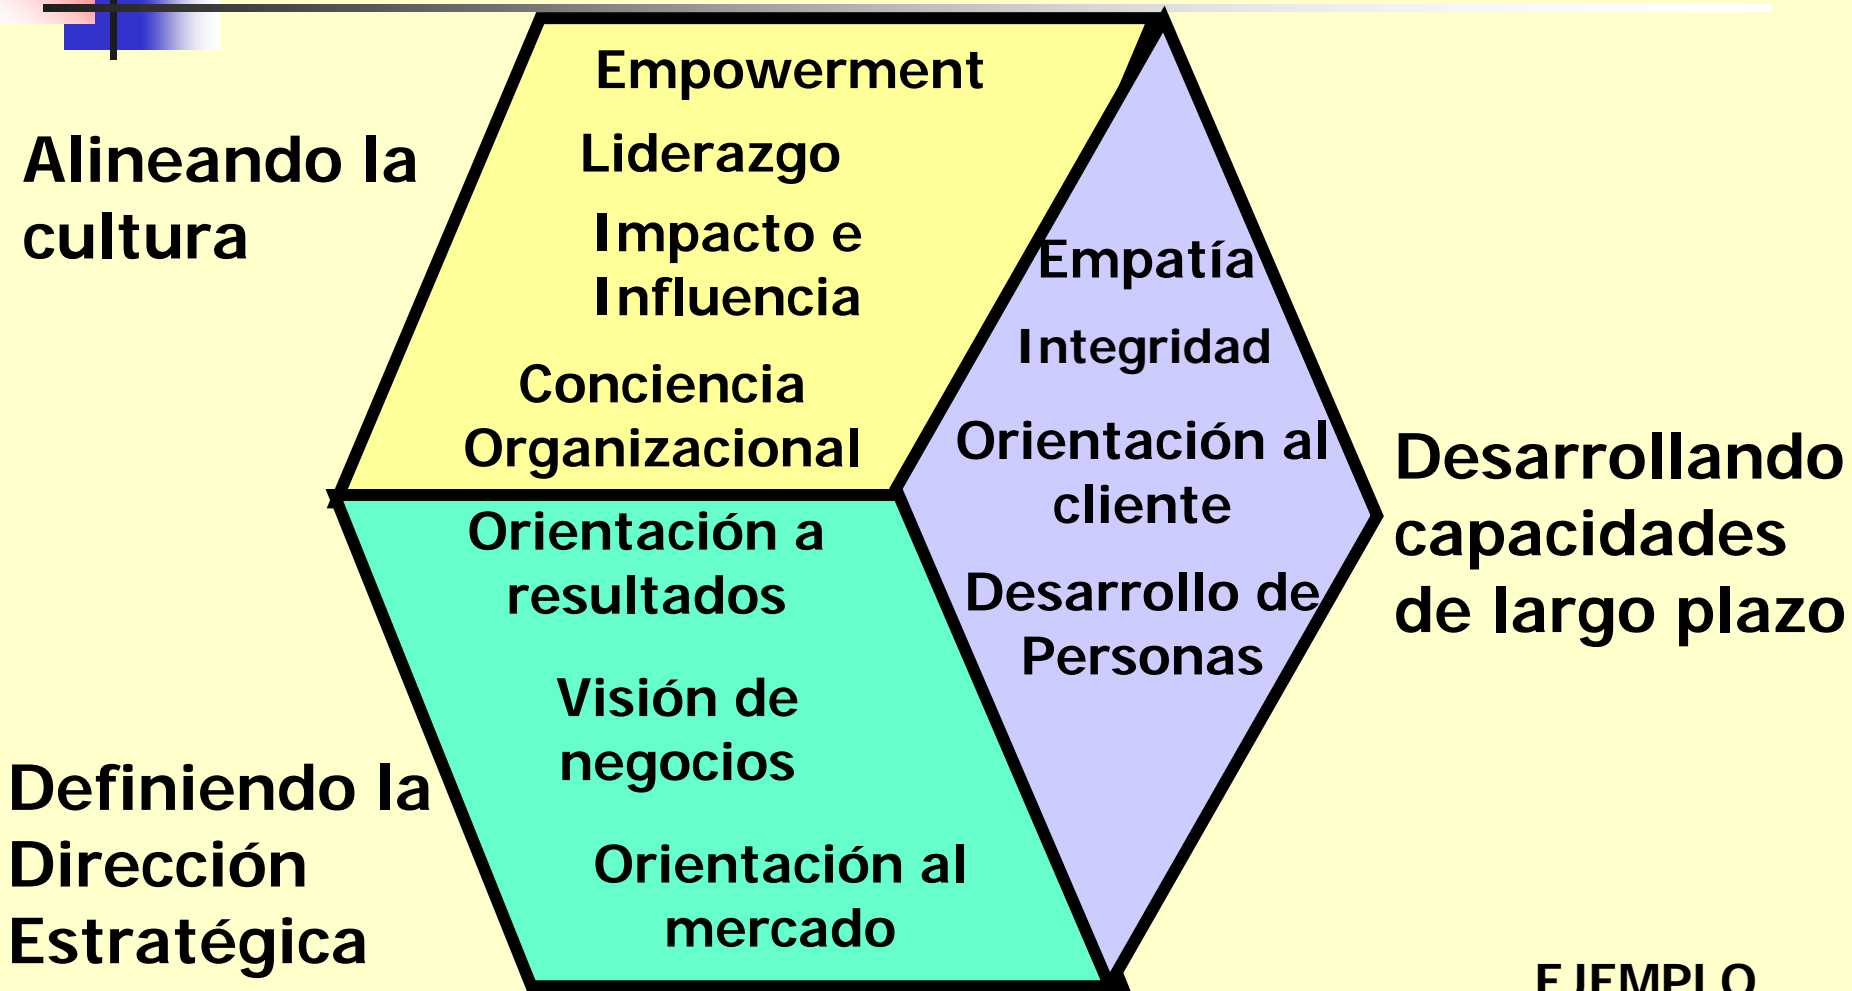 Alineando la
cultura
Empowerment
Liderazgo
Impacto e
Influencia
Conciencia
Organizacional
Empatía
Integridad
Orientación al
cliente
Desarrollo de
Personas
Desarrollando
capacidades
de largo plazo
Orientación a
resultados
Visión de
negocios
Orientación al
mercado
Definiendo la
Dirección
Estratégica
EJEMPLO